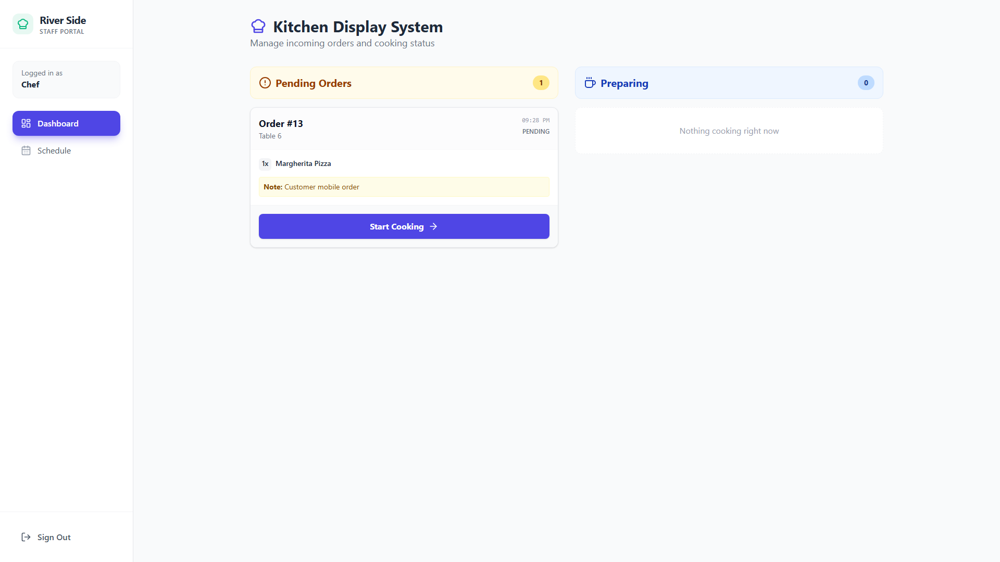 River Side
STAFF PORTAL
Logged in as
Chef
Dashboard
Schedule
Sign Out
Kitchen Display System
Manage incoming orders and cooking status
Pending Orders
1
Order #13
09:28 PM
Table 6
PENDING
1x Margherita Pizza
Note: Customer mobile order
Start Cooking
Preparing
0
Nothing cooking right now